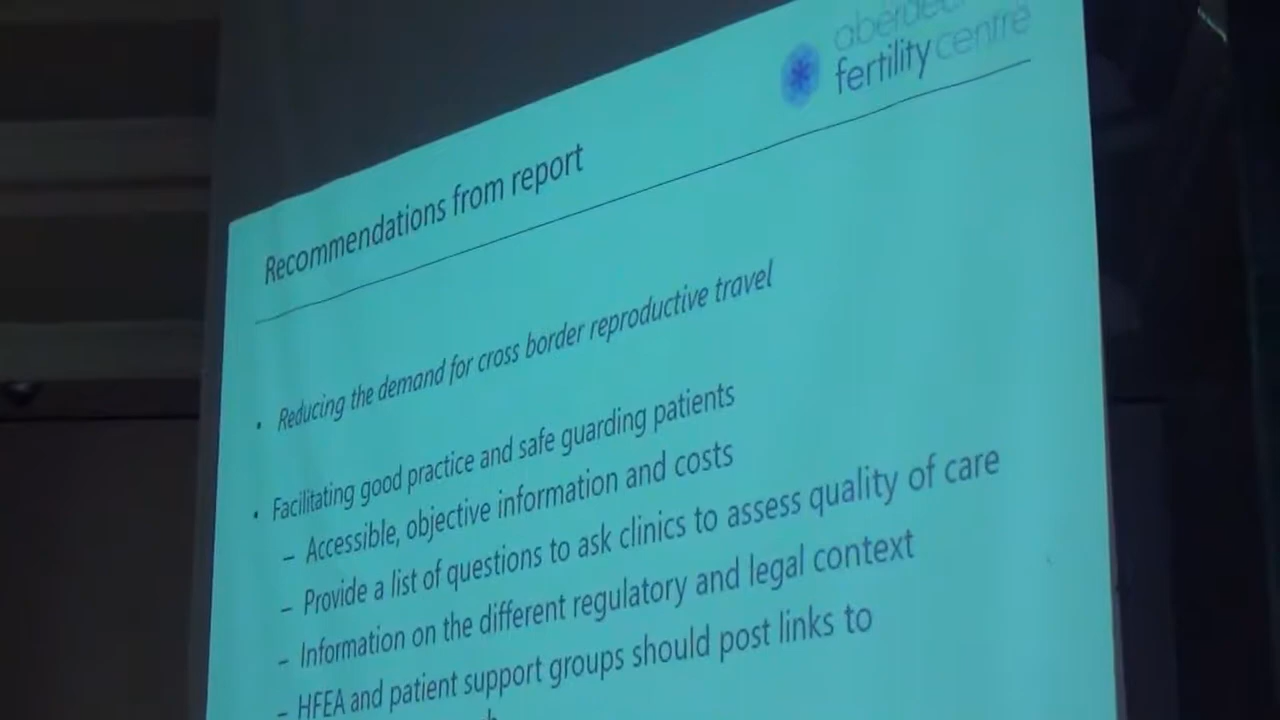 aberdeen
fertility centre
Recommendations from report
• Reducing the demand for cross border reproductive travel
• Facilitating good practice and safe guarding patients
– Accessible, objective information and costs
– Provide a list of questions to ask clinics to assess quality of care
– Information on the different regulatory and legal context
– HFEA and patient support groups should post links to